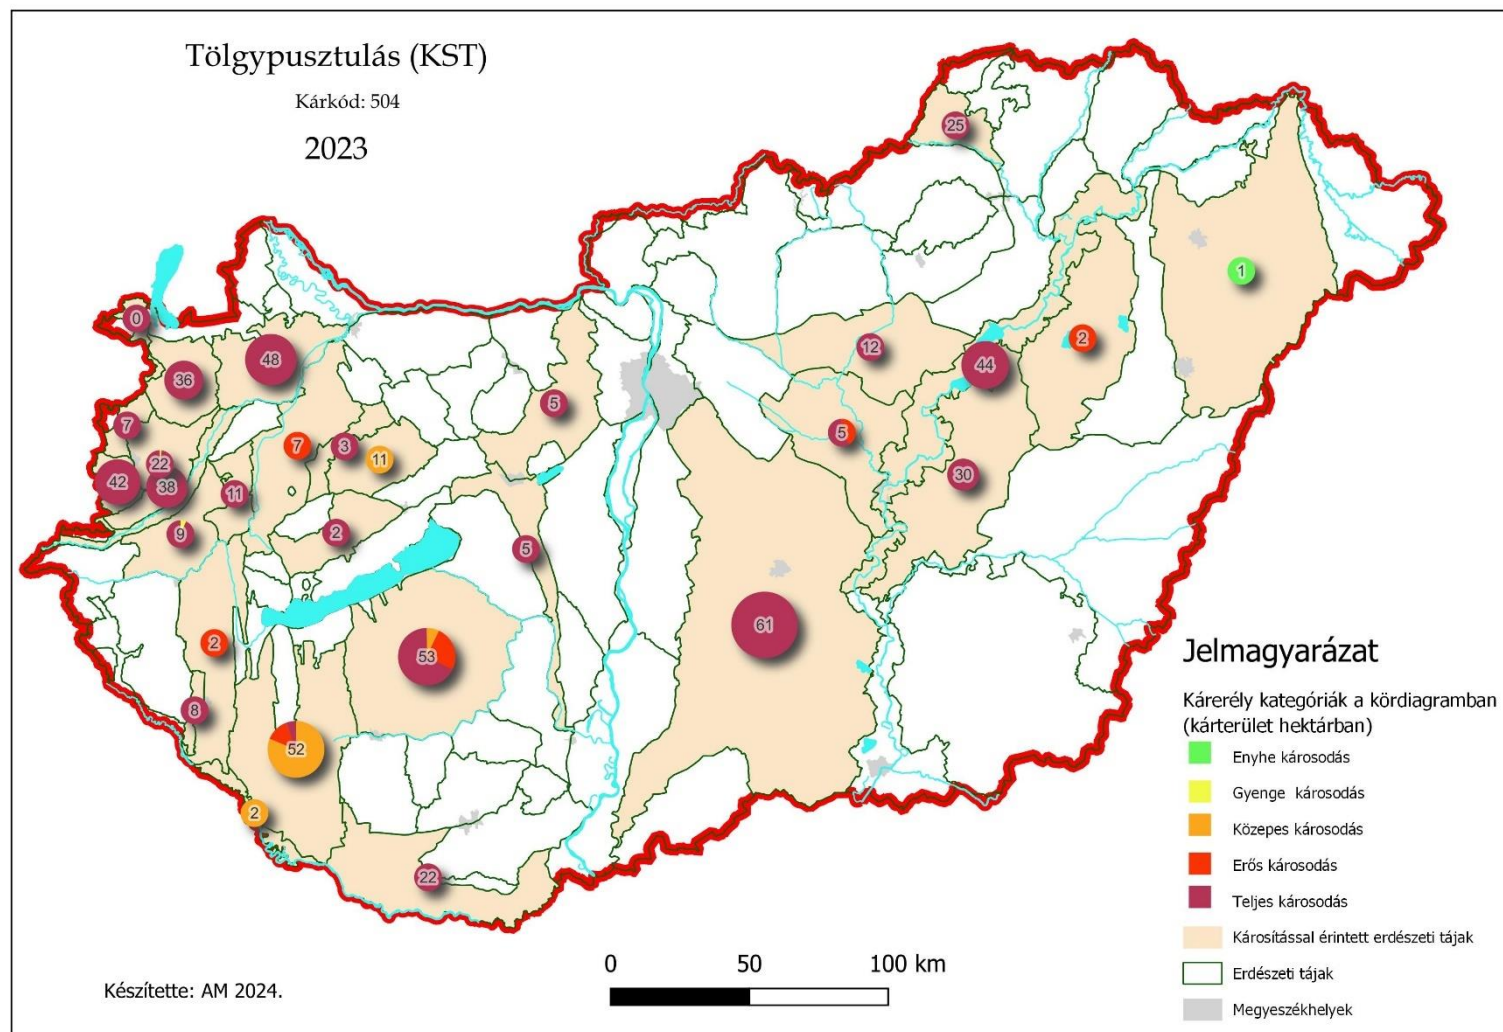 Tölgypusztulás (KST)
Kárkód: 504
2023
25
1
0
48
36
12
2
44
5
7
5
7
3
11
22
42
38
11
30
9
2
5
61
2
53
8
52
2
22
Jelmagyarázat
Kárerély kategóriák a kördiagramban
(kárterület hektárban)
Enyhe károsodás
Gyenge károsodás
Közepes károsodás
Erős károsodás
Teljes károsodás
Károsítással érintett erdészeti tájak
Erdészeti tájak
Megyeszékhelyek
0 50 100 km
Készítette: AM 2024.